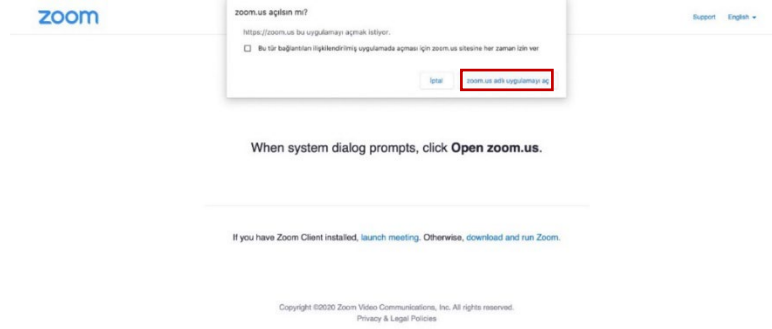 zoom
Support English
zoom.us açılsın mı?
https://zoom.us bu uygulamayı açmak istiyor.
Bu tür bağlantıları ilişkilendirilmiş uygulamada açması için zoom.us sitesine her zaman izin ver
İptal zoom.us adlı uygulamayı aç
When system dialog prompts, click Open zoom.us.
If you have Zoom Client installed, launch meeting. Otherwise, download and run Zoom.
Copyright ©2020 Zoom Video Communications, Inc. All rights reserved.
Privacy & Legal Policies